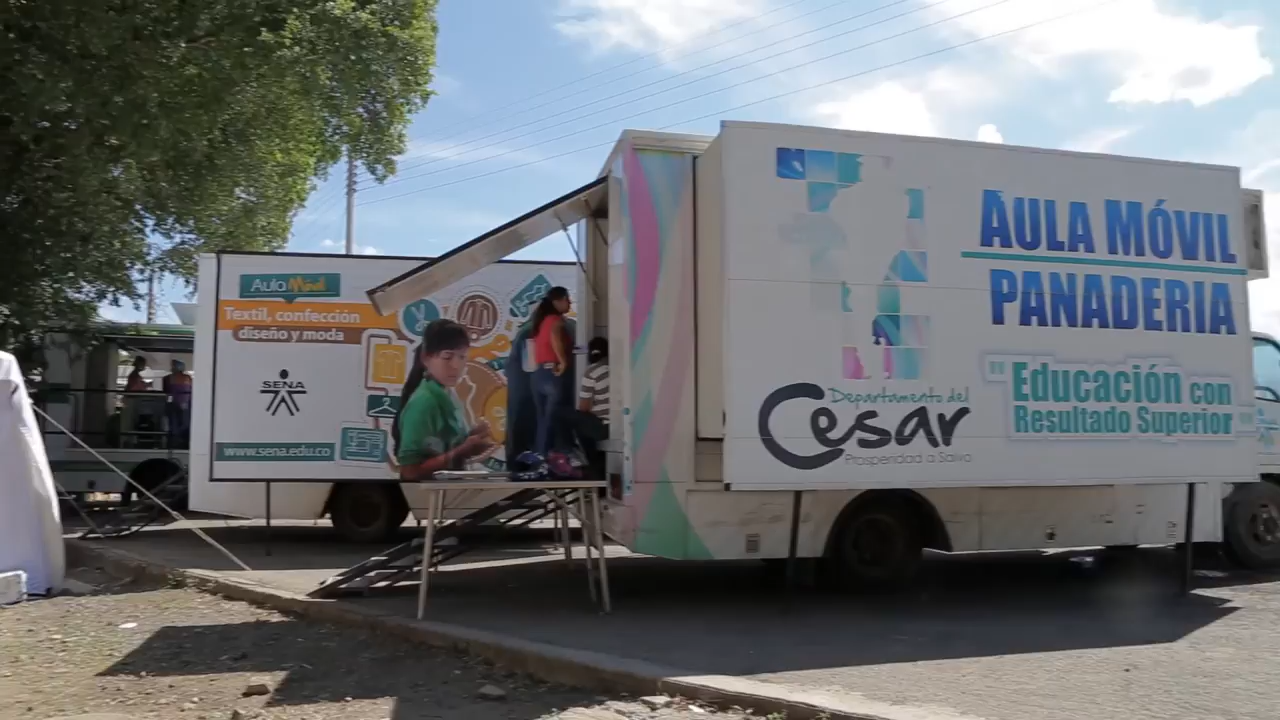 Aula Móvil
Textil, confección
diseño y moda
SENA
www.sena.edu.co
AULA MÓVIL
PANADERIA
"Educación con
Resultado Superior"
Departamento del
Cesar
Prosperidad a Salvo